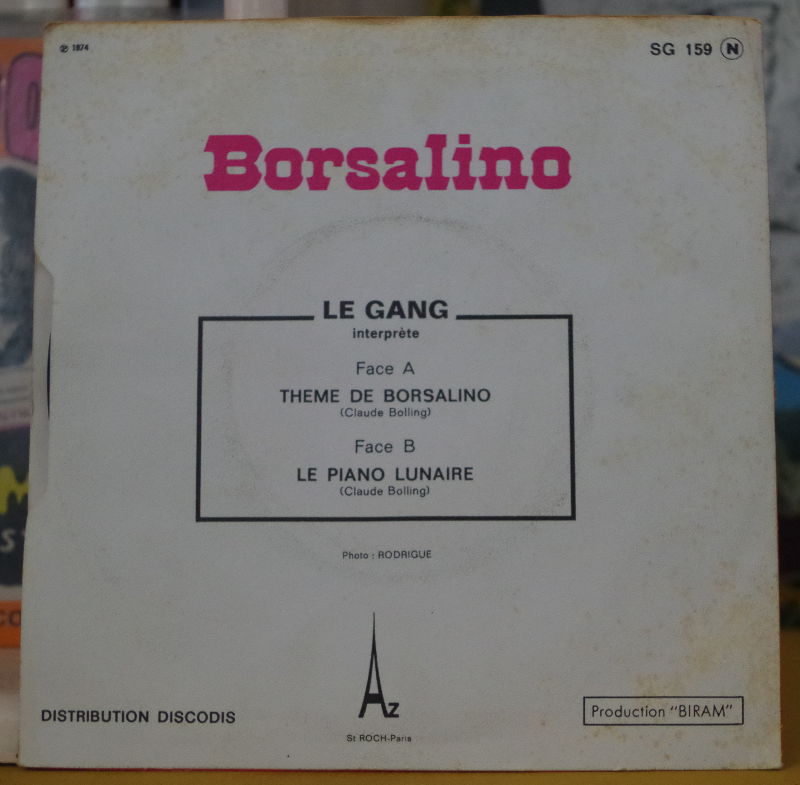 ℗ 1974
SG 159 Ⓝ
Borsalino
LE GANG
interprète
Face A
THEME DE BORSALINO
(Claude Bolling)
Face B
LE PIANO LUNAIRE
(Claude Bolling)
Photo : RODRIGUE
Az
St ROCH-Paris
DISTRIBUTION DISCODIS
Production "BIRAM"